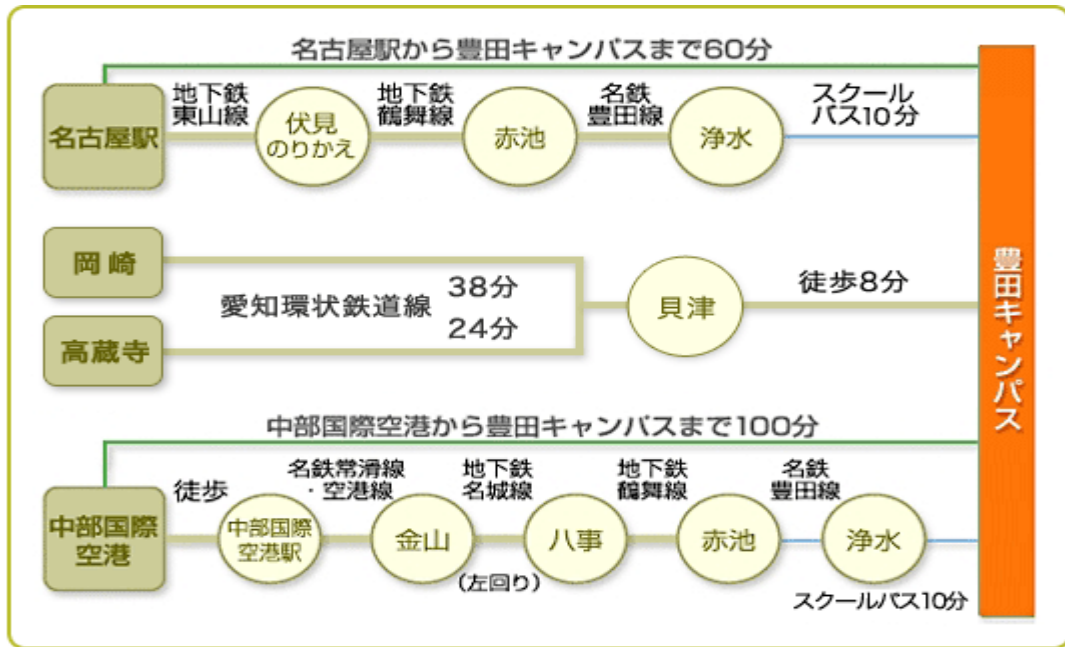 名古屋駅から豊田キャンパスまで60分
名古屋駅
地下鉄
東山線
伏見
のりかえ
地下鉄
鶴舞線
赤池
名鉄
豊田線
浄水
スクール
バス10分
岡崎
高蔵寺
愛知環状鉄道線
38分
24分
貝津
徒歩8分
豊田キャンパス
中部国際空港から豊田キャンパスまで100分
中部国際
空港
徒歩
中部国際
空港駅
名鉄常滑線
・空港線
金山
(左回り)
地下鉄
名城線
八事
地下鉄
鶴舞線
赤池
名鉄
豊田線
浄水
スクールバス10分